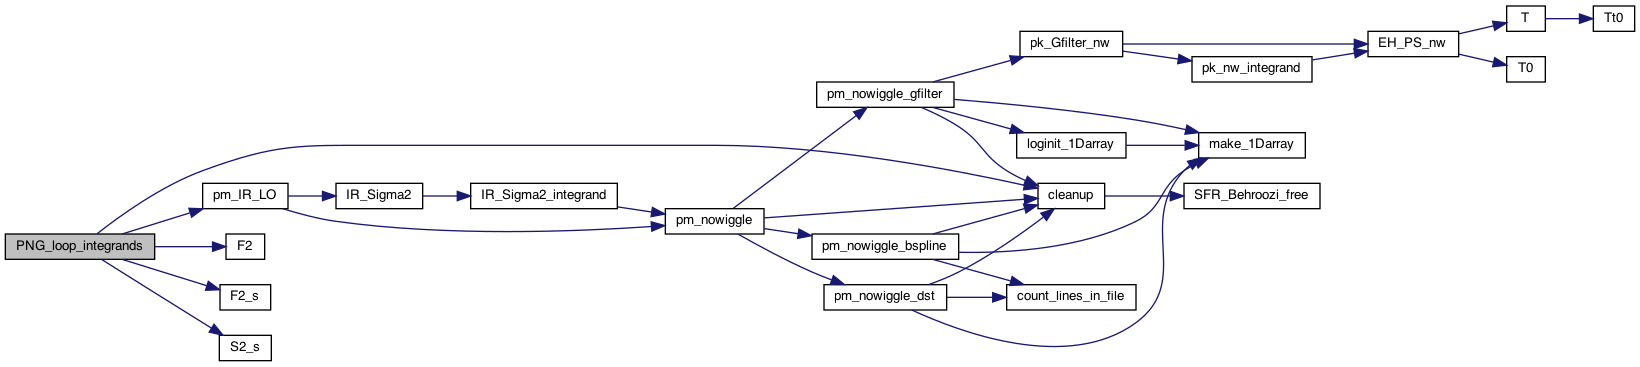 PNG_loop_integrands
pm_IR_LO
F2
F2_s
S2_s
IR_Sigma2
IR_Sigma2_integrand
pm_nowiggle
pm_nowiggle_gfilter
pm_nowiggle_bspline
pm_nowiggle_dst
pk_Gfilter_nw
loginit_1Darray
cleanup
count_lines_in_file
pk_nw_integrand
make_1Darray
SFR_Behroozi_free
EH_PS_nw
T
T0
Tt0